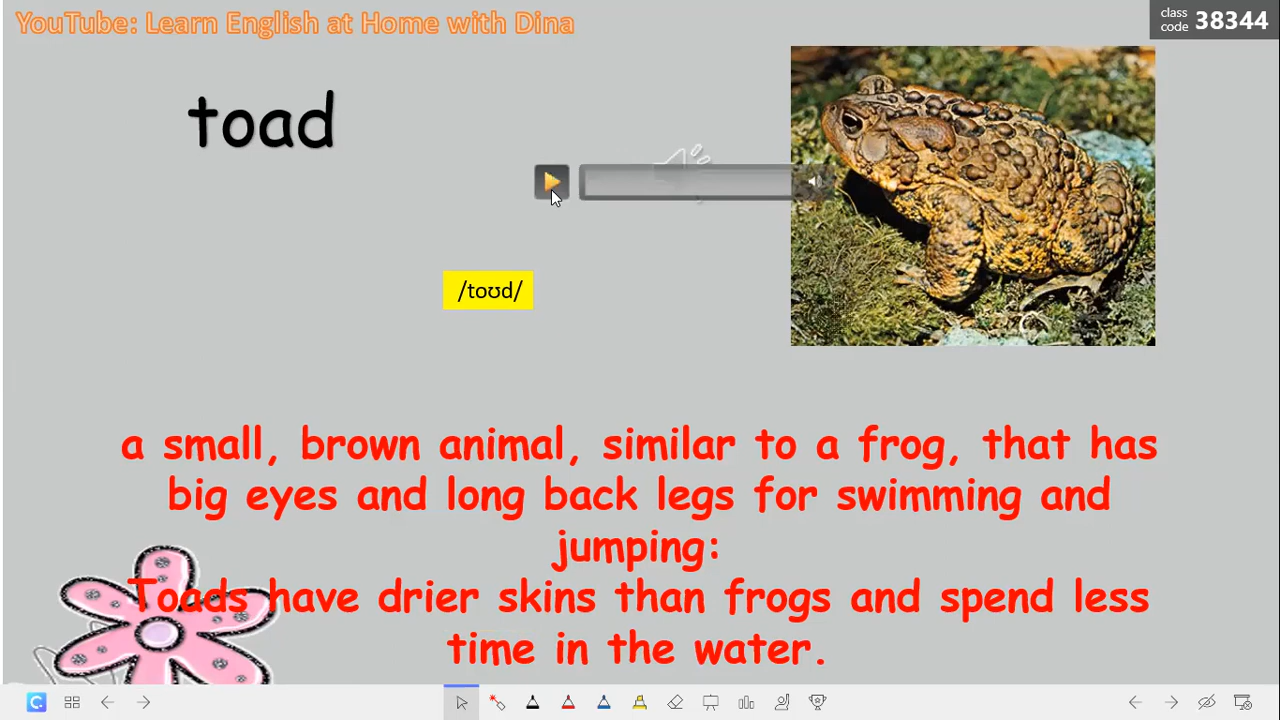 YouTube: Learn English at Home with Dina
class
code 38344
toad
/toʊd/
a small, brown animal, similar to a frog, that has
big eyes and long back legs for swimming and
jumping:
Toads have drier skins than frogs and spend less
time in the water.